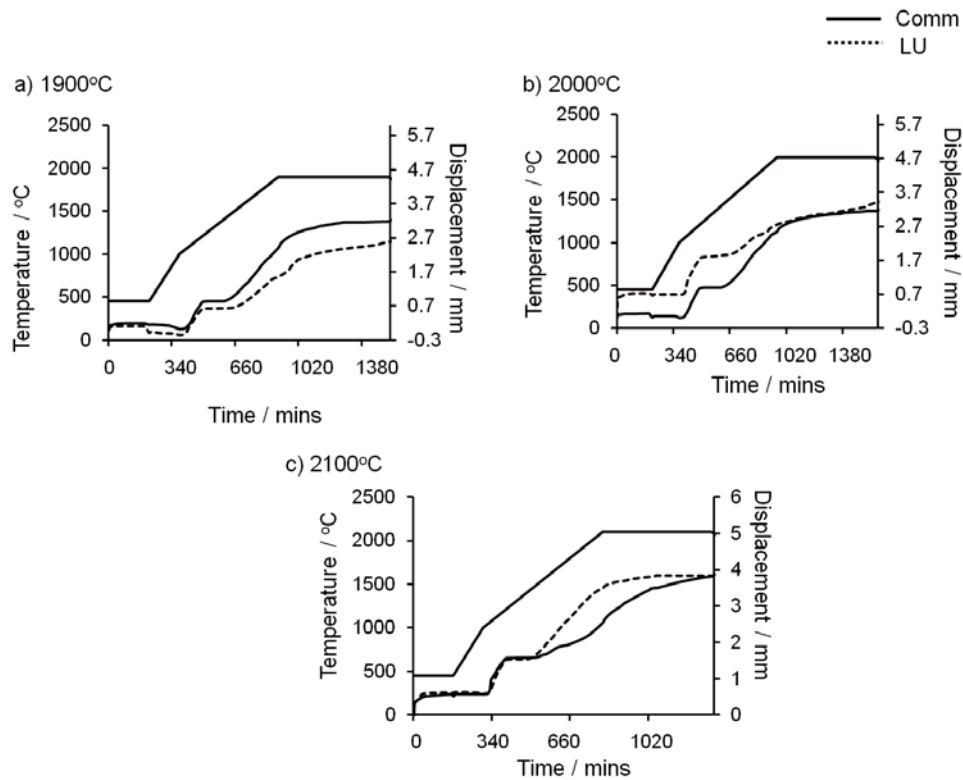 Comm
LU
a) 1900°C
2500
2000
1500
1000
500
0
Temperature / °C
5.7
4.7
3.7
2.7
1.7
0.7
-0.3
Displacement / mm
0 340 660 1020 1380
Time / mins
b) 2000°C
2500
2000
1500
1000
500
0
Temperature / °C
5.7
4.7
3.7
2.7
1.7
0.7
-0.3
Displacement / mm
0 340 660 1020 1380
Time / mins
c) 2100°C
2500
2000
1500
1000
500
0
Temperature / °C
6
5
4
3
2
1
0
Displacement / mm
0 340 660 1020
Time / mins